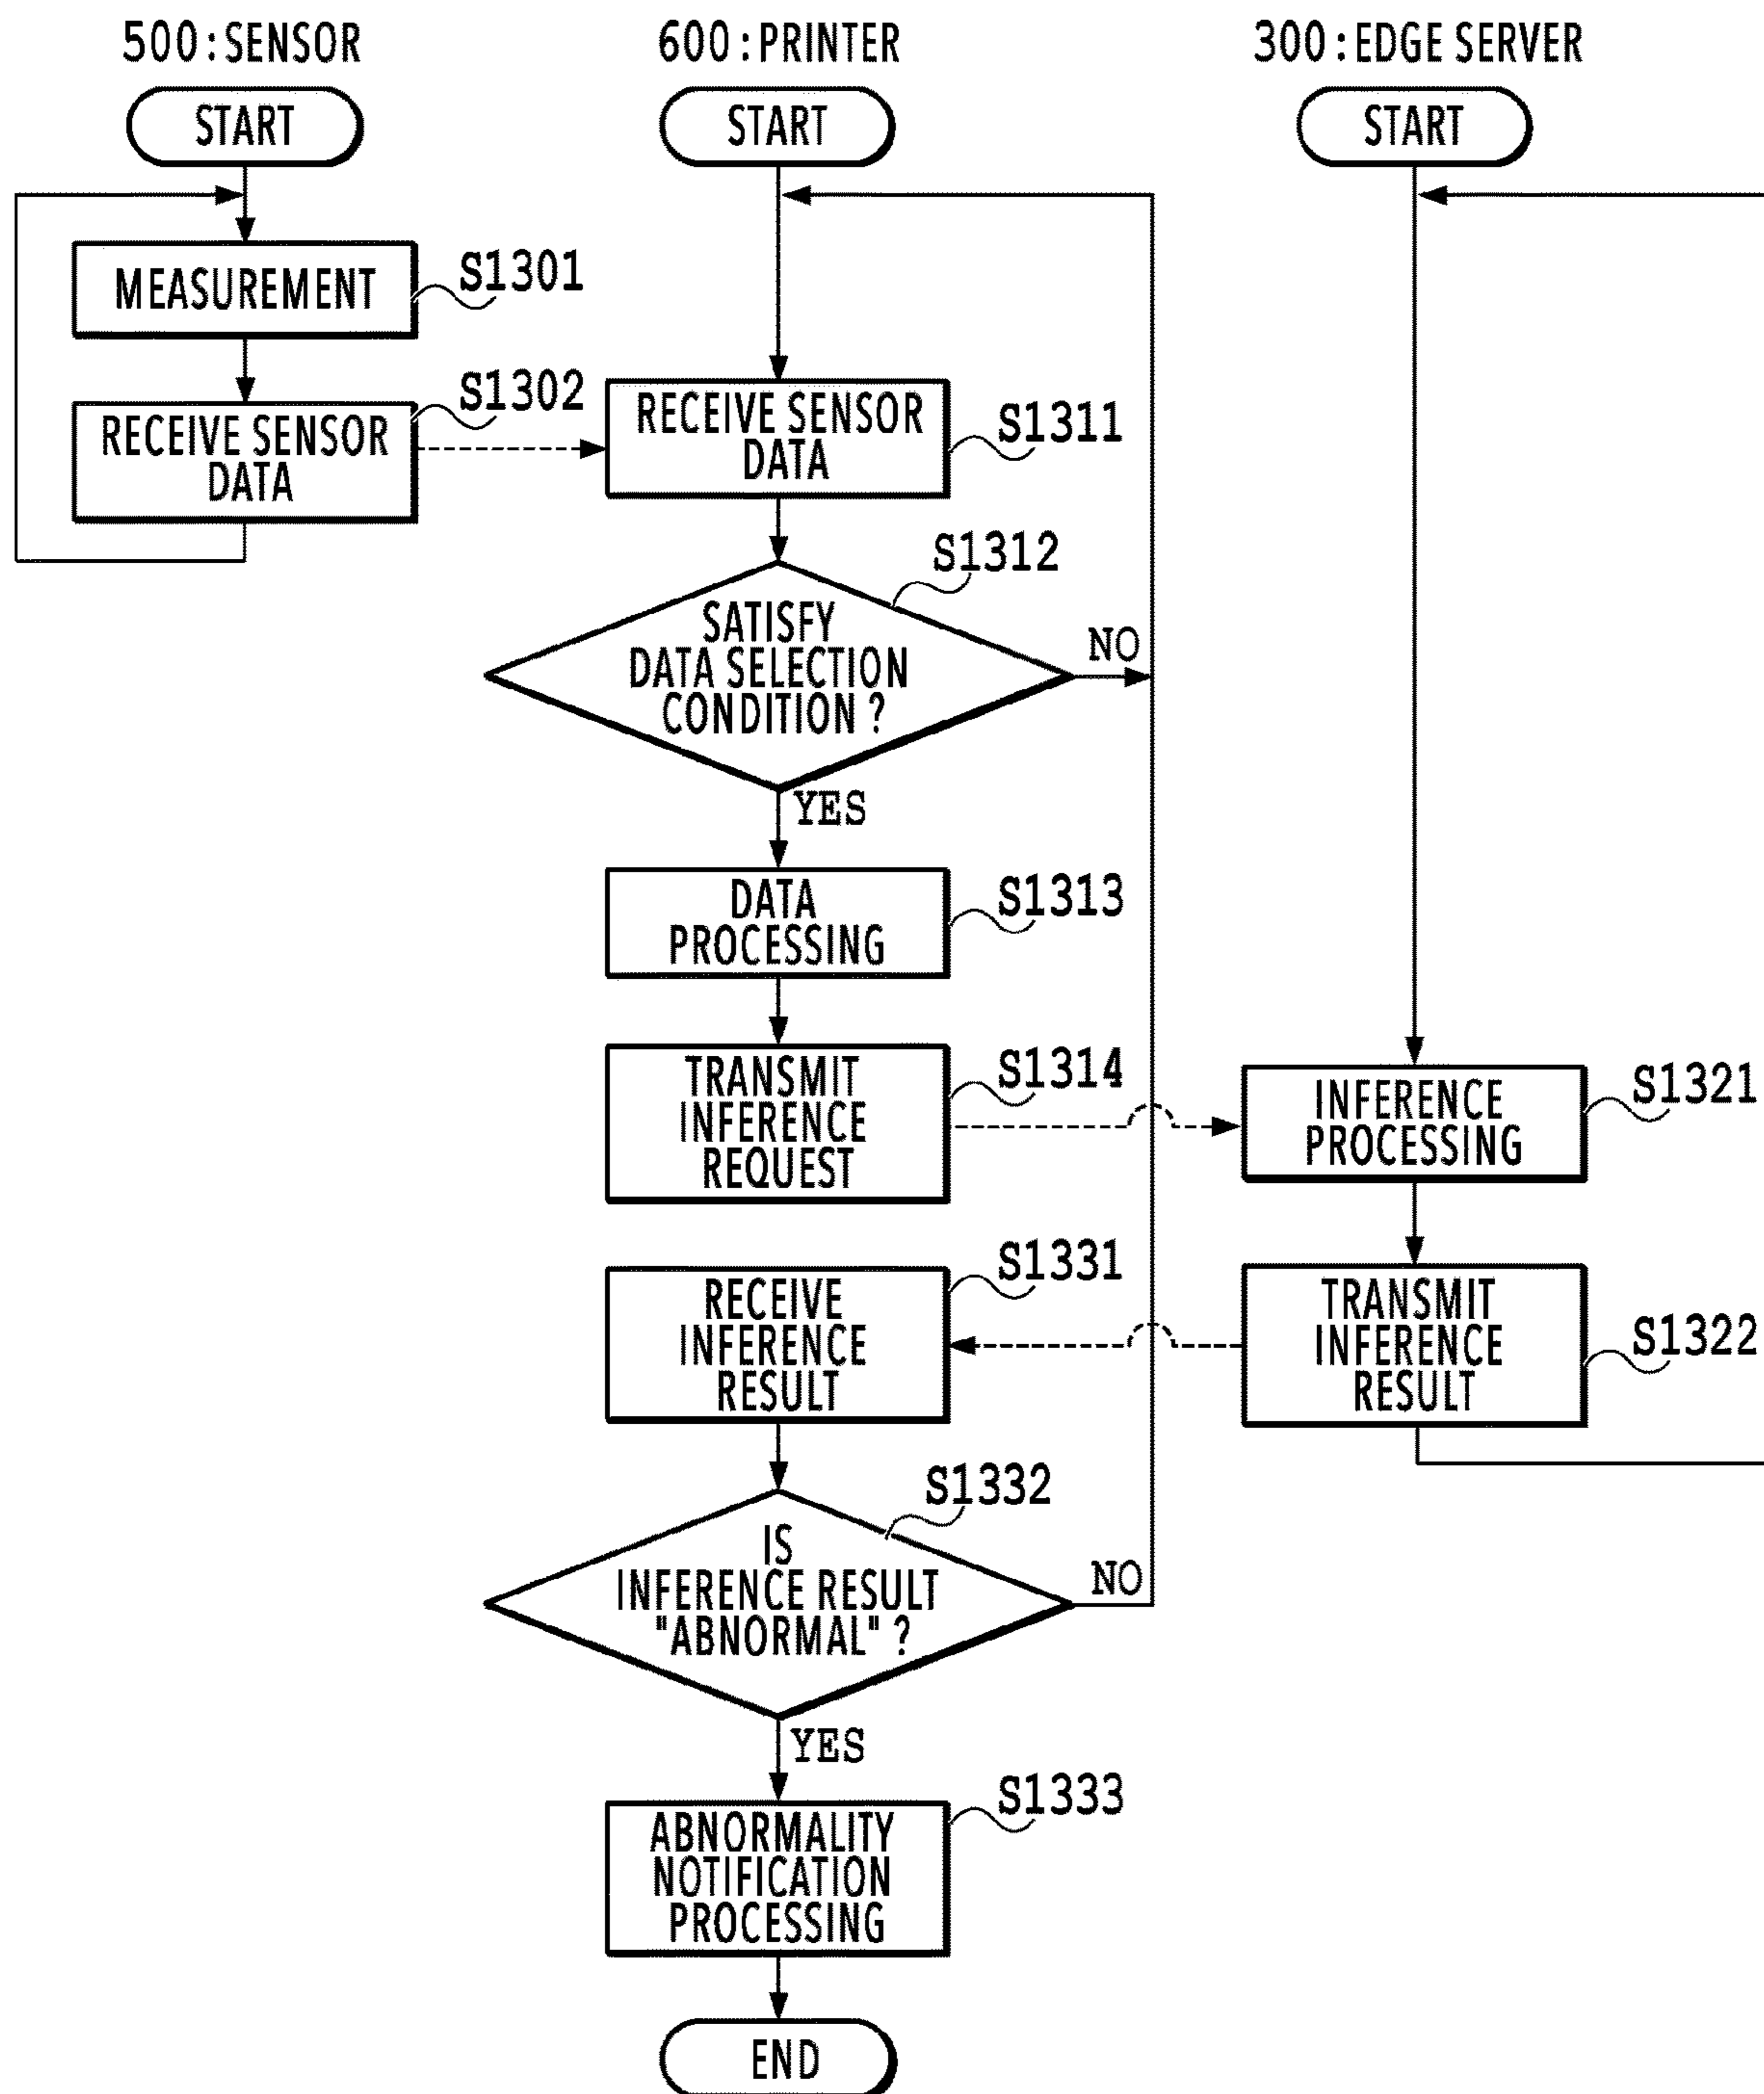 500:SENSOR
START
MEASUREMENT
S1301
RECEIVE SENSOR
DATA
S1302
600:PRINTER
START
RECEIVE SENSOR
DATA
S1311
SATISFY
DATA SELECTION
CONDITION ?
S1312
NO
YES
DATA
PROCESSING
S1313
TRANSMIT
INFERENCE
REQUEST
S1314
RECEIVE
INFERENCE
RESULT
S1331
IS
INFERENCE RESULT
"ABNORMAL" ?
S1332
NO
YES
ABNORMALITY
NOTIFICATION
PROCESSING
S1333
END
300:EDGE SERVER
START
INFERENCE
PROCESSING
S1321
TRANSMIT
INFERENCE
RESULT
S1322